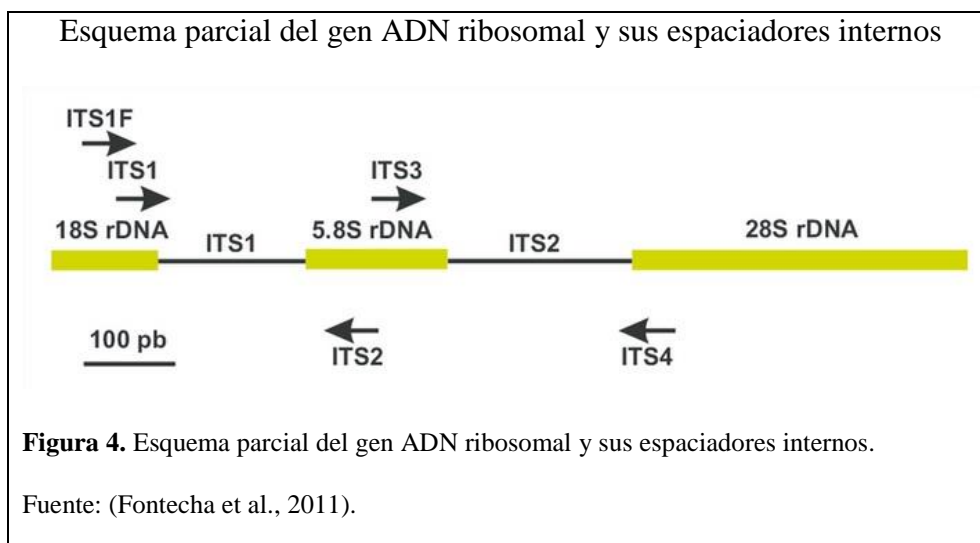 Esquema parcial del gen ADN ribosomal y sus espaciadores internos
ITS1F
ITS1
ITS3
18S rDNA
ITS1
5.8S rDNA
ITS2
28S rDNA
100 pb
ITS2
ITS4
Figura 4. Esquema parcial del gen ADN ribosomal y sus espaciadores internos.
Fuente: (Fontecha et al., 2011).